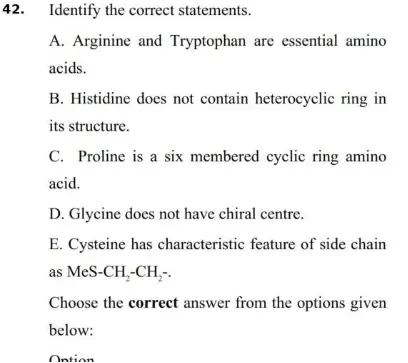 42. Identify the correct statements.
A. Arginine and Tryptophan are essential amino
acids.
B. Histidine does not contain heterocyclic ring in
its structure.
C. Proline is a six membered cyclic ring amino
acid.
D. Glycine does not have chiral centre.
E. Cysteine has characteristic feature of side chain
as MeS-CH₂-CH₂-.
Choose the correct answer from the options given
below:
Option